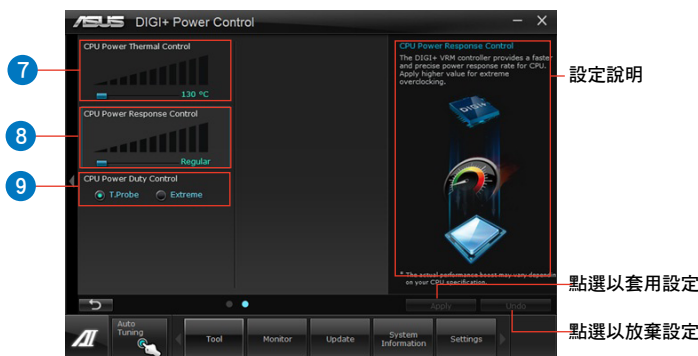 ASUS DIGI+ Power Control
CPU Power Thermal Control
7
130 ºC
CPU Power Response Control
8
Regular
CPU Power Duty Control
9
T.Probe Extreme
CPU Power Response Control
The DIGI+ VRM controller provides a faster
and precise power response rate for CPU.
Apply higher value for extreme
overclocking.
DIGI+
* The actual performance boost may vary depending
on your CPU specification.
設定說明
Apply Undo
點選以套用設定
點選以放棄設定
AI
Auto
Tuning
Tool
Monitor
Update
System
Information
Settings